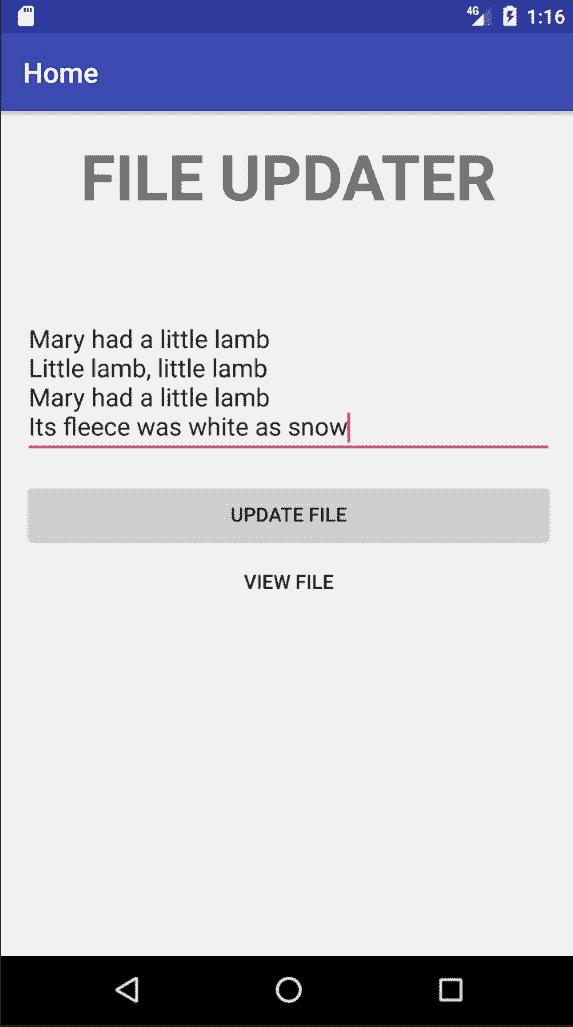 4G 1:16
Home
FILE UPDATER
Mary had a little lamb
Little lamb, little lamb
Mary had a little lamb
Its fleece was white as snow
UPDATE FILE
VIEW FILE